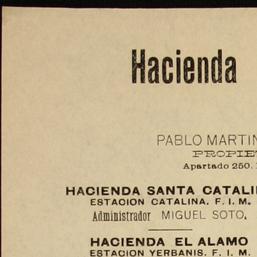 Hacienda
PABLO MARTIN
PROPIET
Apartado 250.
HACIENDA SANTA CATALI
ESTACION CATALINA. F. I. M.
Administrador MIGUEL SOTO,
HACIENDA EL ALAMO
ESTACION YERBANIS. F. I. M.